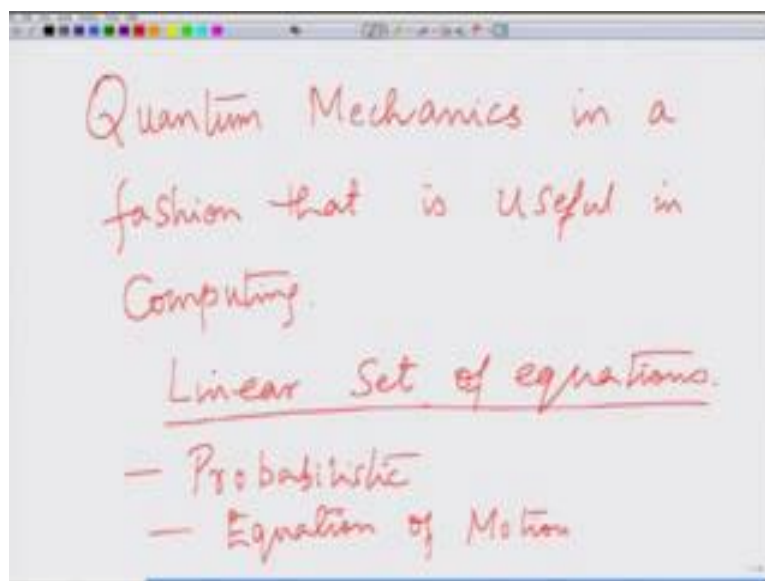 Quantum Mechanics in a
fashion that is useful in
Computing.
Linear Set of equations.
- Probabilistic
- Equation of Motion